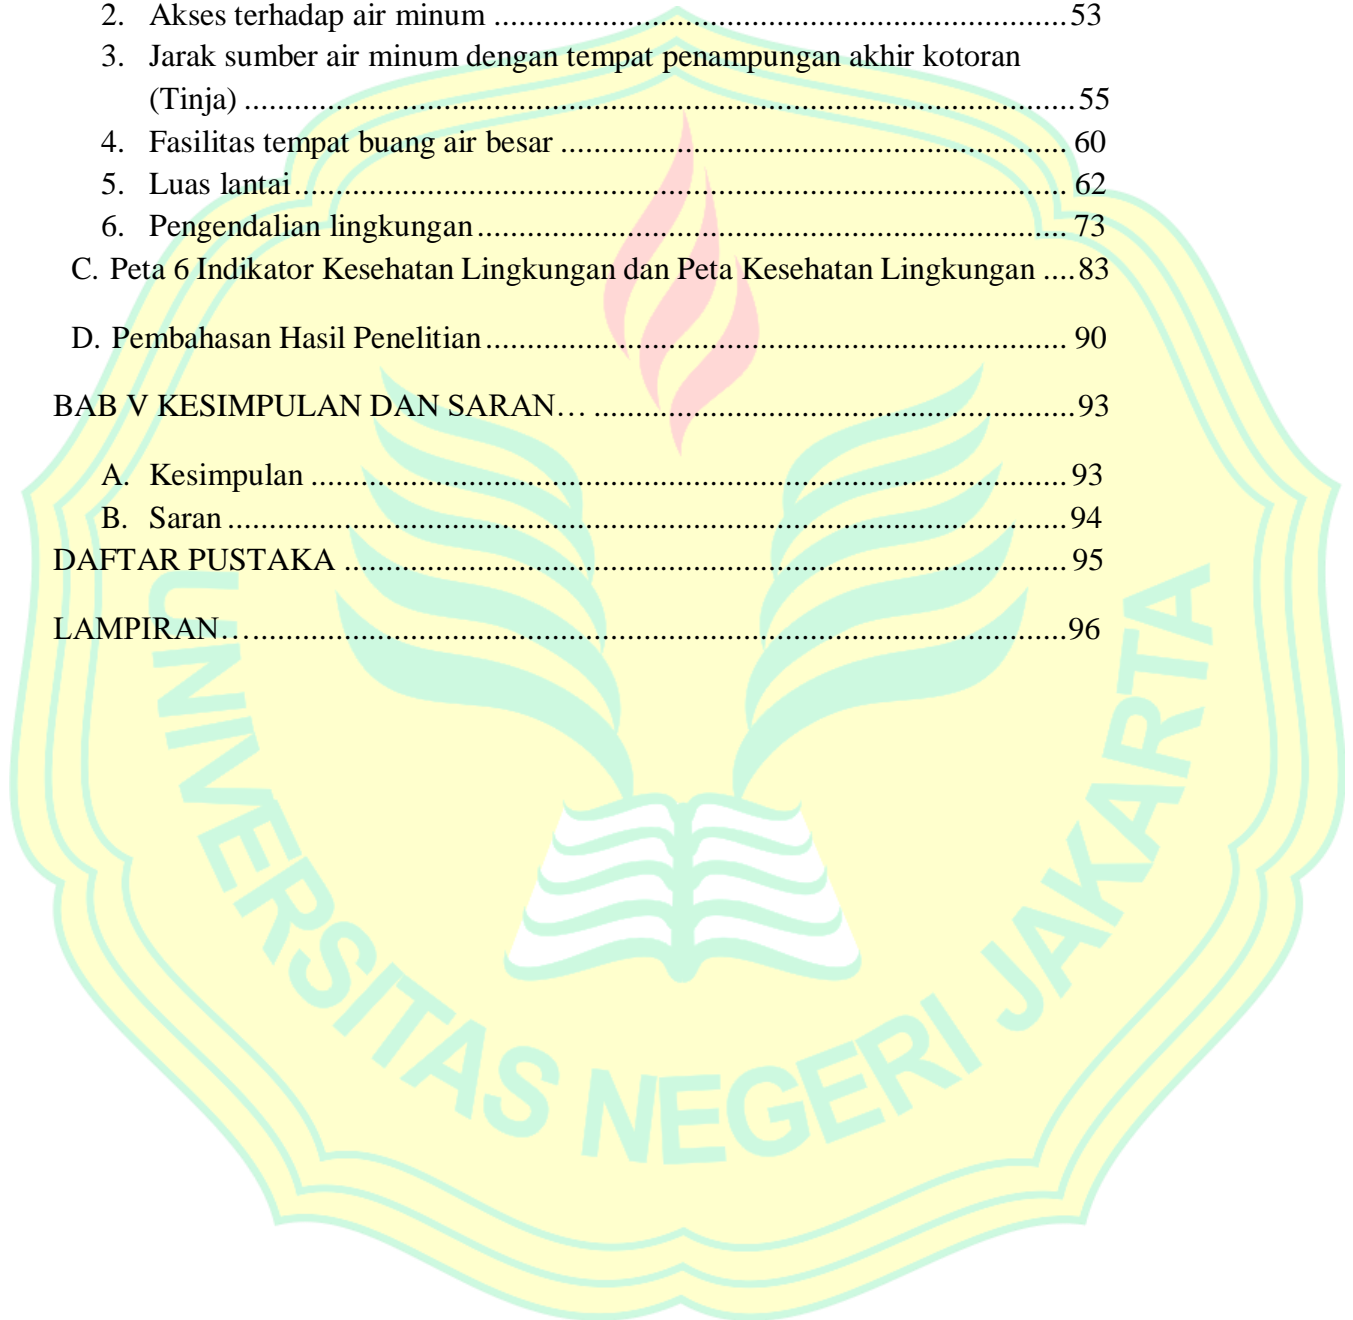 2. Akses terhadap air minum ......................................................................53
3. Jarak sumber air minum dengan tempat penampungan akhir kotoran
(Tinja) .....................................................................................................55
4. Fasilitas tempat buang air besar .............................................................. 60
5. Luas lantai.............................................................................................. 62
6. Pengendalian lingkungan........................................................................ 73
C. Peta 6 Indikator Kesehatan Lingkungan dan Peta Kesehatan Lingkungan ....83
D. Pembahasan Hasil Penelitian....................................................................... 90
BAB V KESIMPULAN DAN SARAN… ...........................................................93
A. Kesimpulan ............................................................................................93
B. Saran ......................................................................................................94
DAFTAR PUSTAKA ........................................................................................ 95
LAMPIRAN…....................................................................................................96
UNIVERSITAS NEGERI JAKARTA